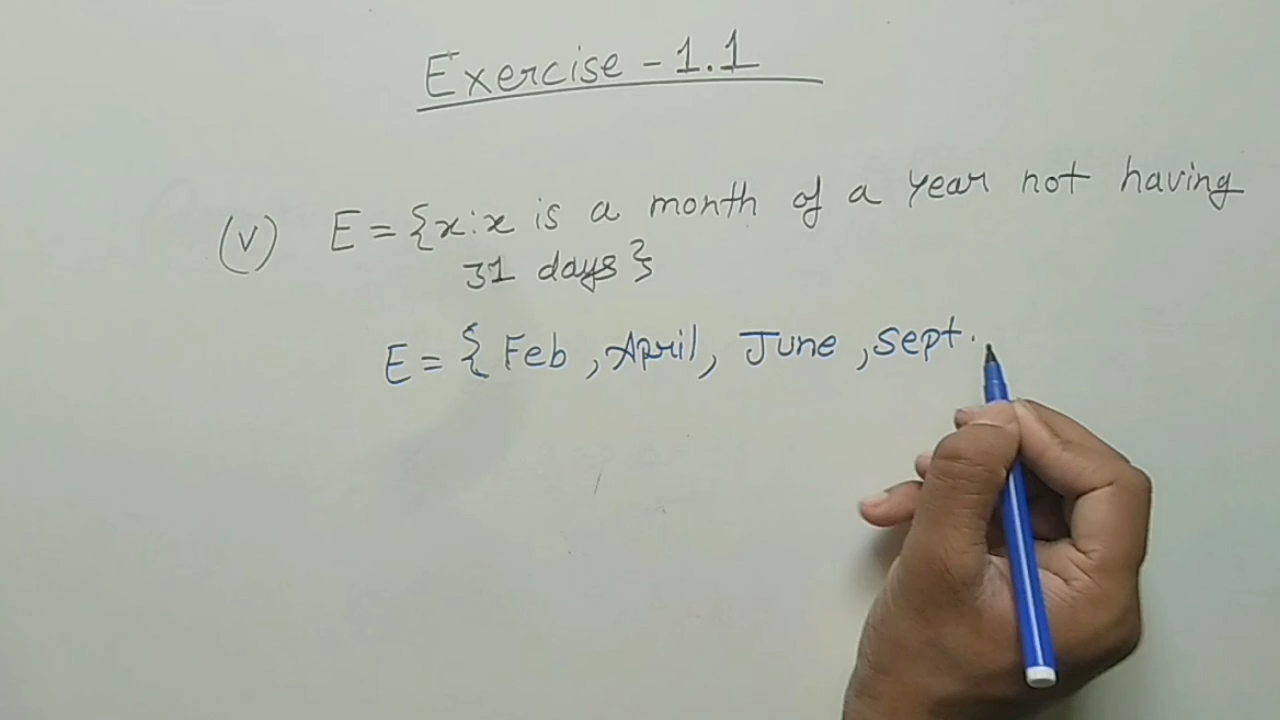 Exercise - 1.1
(v) E = {x:x is a month of a year not having
31 days}
E = { Feb, April, June, Sept.